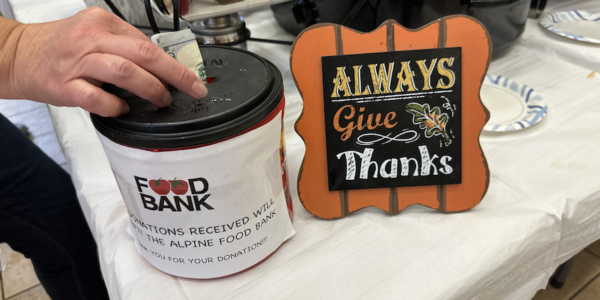 FOOD
BANK
DONATIONS RECEIVED WILL
THE ALPINE FOOD BANK
YOU FOR YOUR DONATION!!!
ALWAYS
Give
Thanks